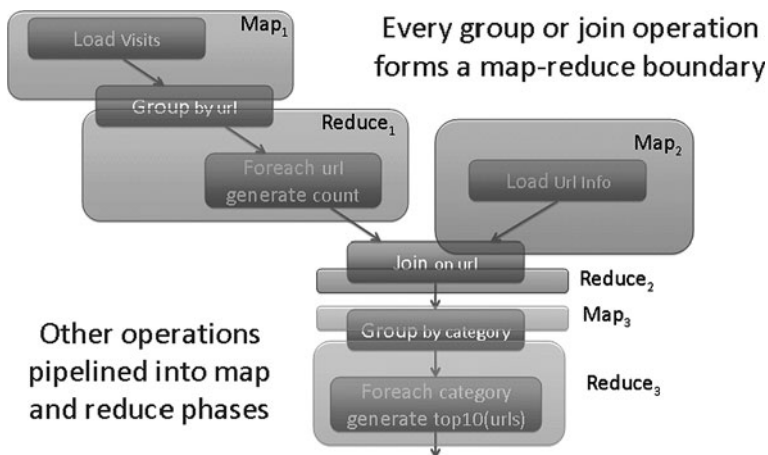 Load Visits
Map₁
Every group or join operation
forms a map-reduce boundary
Group by url
Reduce₁
Map₂
Foreach url
generate count
Load Url Info
Join on url
Reduce₂
Map₃
Group by category
Other operations
pipelined into map
and reduce phases
Foreach category
generate top10(urls)
Reduce₃